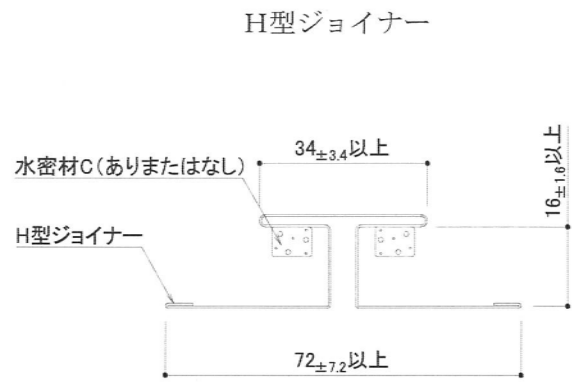 H型ジョイナー
34±3.4以上
水密材C(ありまたはなし)
16±1.6以上
H型ジョイナー
72±7.2以上